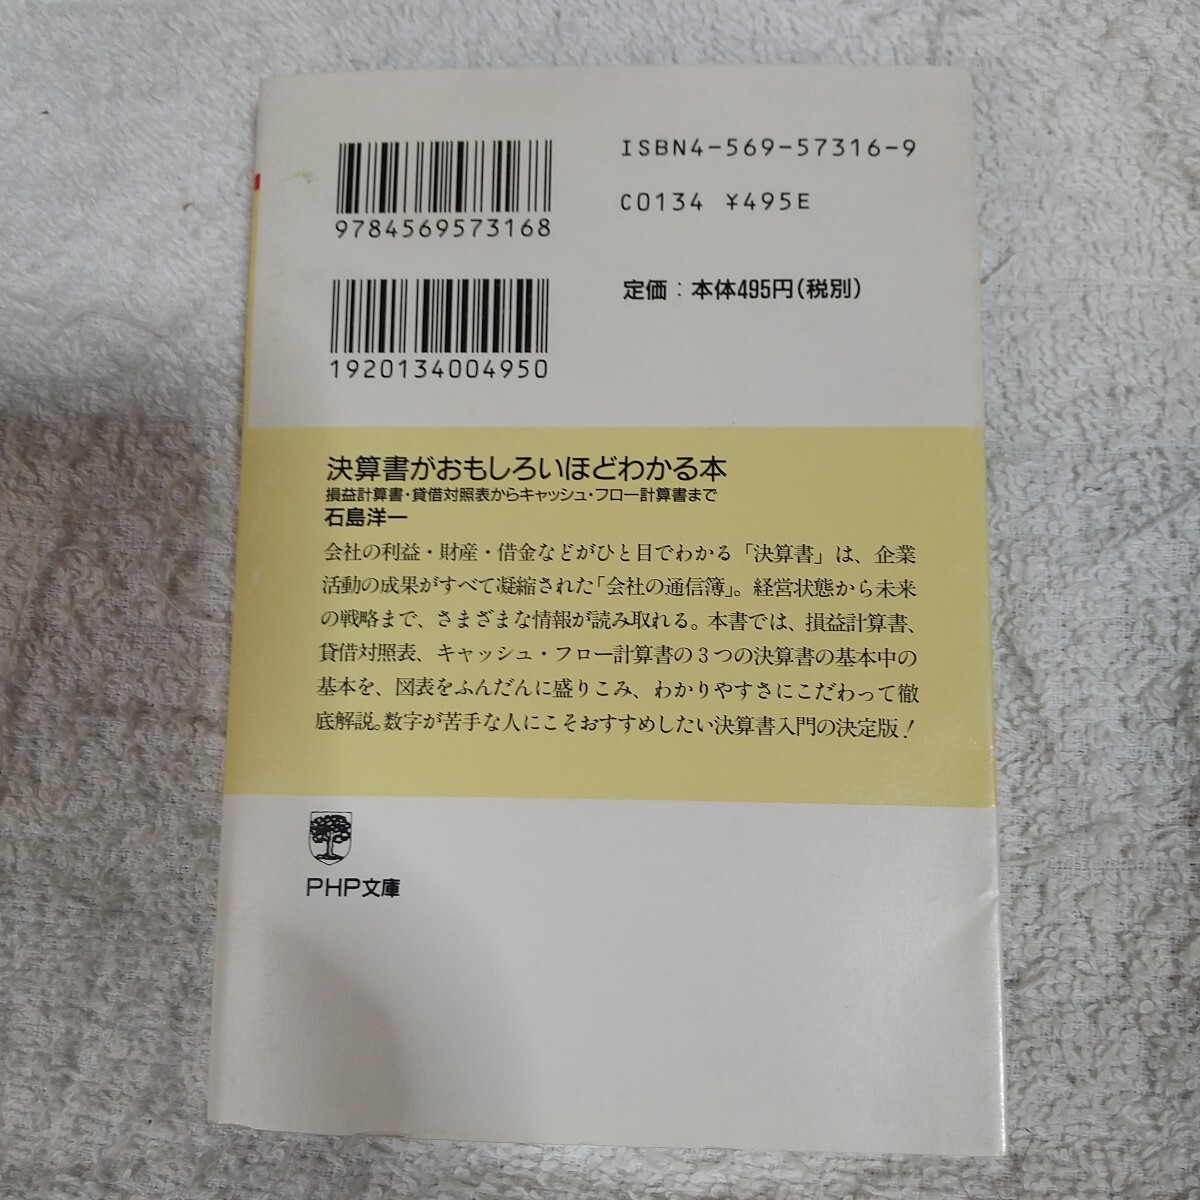 ISBN4-569-57316-9
9784569573168
C0134 ¥495E
定価：本体495円(税別)
1920134004950
決算書がおもしろいほどわかる本
損益計算書・貸借対照表からキャッシュ・フロー計算書まで
石島洋一
会社の利益・財産・借金などがひと目でわかる「決算書」は、企業
活動の成果がすべて凝縮された「会社の通信簿」。経営状態から未来
の戦略まで、さまざまな情報が読み取れる。本書では、損益計算書、
貸借対照表、キャッシュ・フロー計算書の3つの決算書の基本中の
基本を、図表をふんだんに盛りこみ、わかりやすさにこだわって徹
底解説。数字が苦手な人にこそおすすめしたい決算書入門の決定版！
PHP文庫